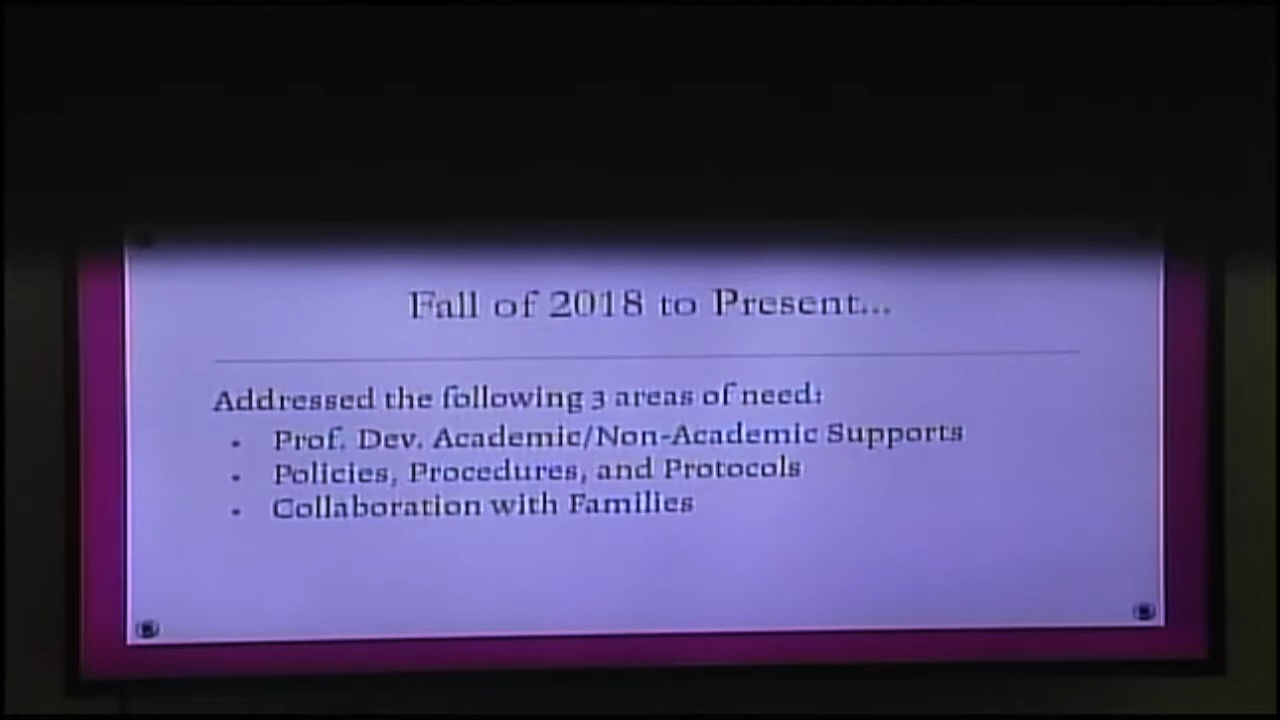 Fall of 2018 to Present...
Addressed the following 3 areas of need:
• Prof. Dev. Academic/Non-Academic Supports
• Policies, Procedures, and Protocols
• Collaboration with Families